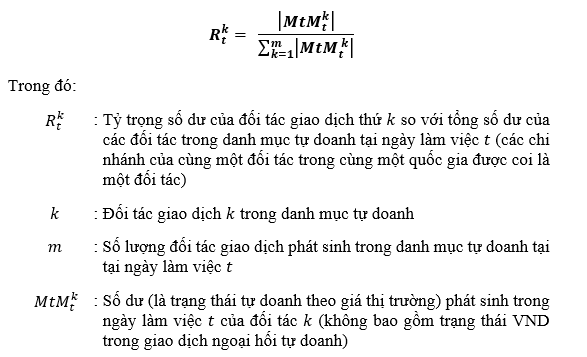 R_t^k = |MtM_t^k| / ∑_{k=1}^m |MtM_t^k|
Trong đó:
R_t^k : Tỷ trọng số dư của đối tác giao dịch thứ k so với tổng số dư của
các đối tác trong danh mục tự doanh tại ngày làm việc t (các chi
nhánh của cùng một đối tác trong cùng một quốc gia được coi là
một đối tác)
k : Đối tác giao dịch k trong danh mục tự doanh
m : Số lượng đối tác giao dịch phát sinh trong danh mục tự doanh tại
tại ngày làm việc t
MtM_t^k : Số dư (là trạng thái tự doanh theo giá thị trường) phát sinh trong
ngày làm việc t của đối tác k (không bao gồm trạng thái VND
trong giao dịch ngoại hối tự doanh)